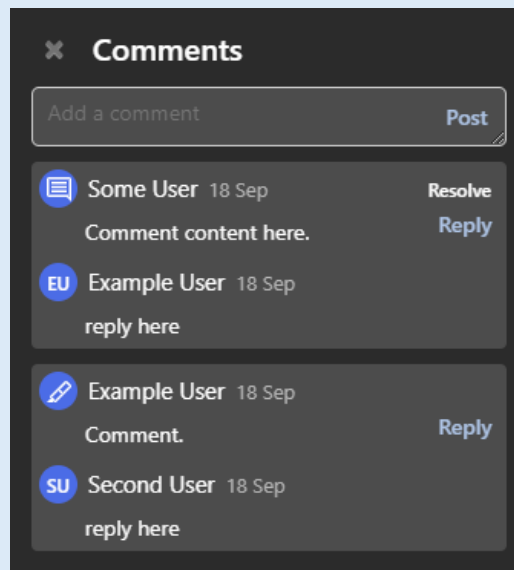 Comments
Add a comment Post
Some User 18 Sep Resolve
Comment content here. Reply
EU Example User 18 Sep
reply here
Example User 18 Sep
Comment. Reply
SU Second User 18 Sep
reply here